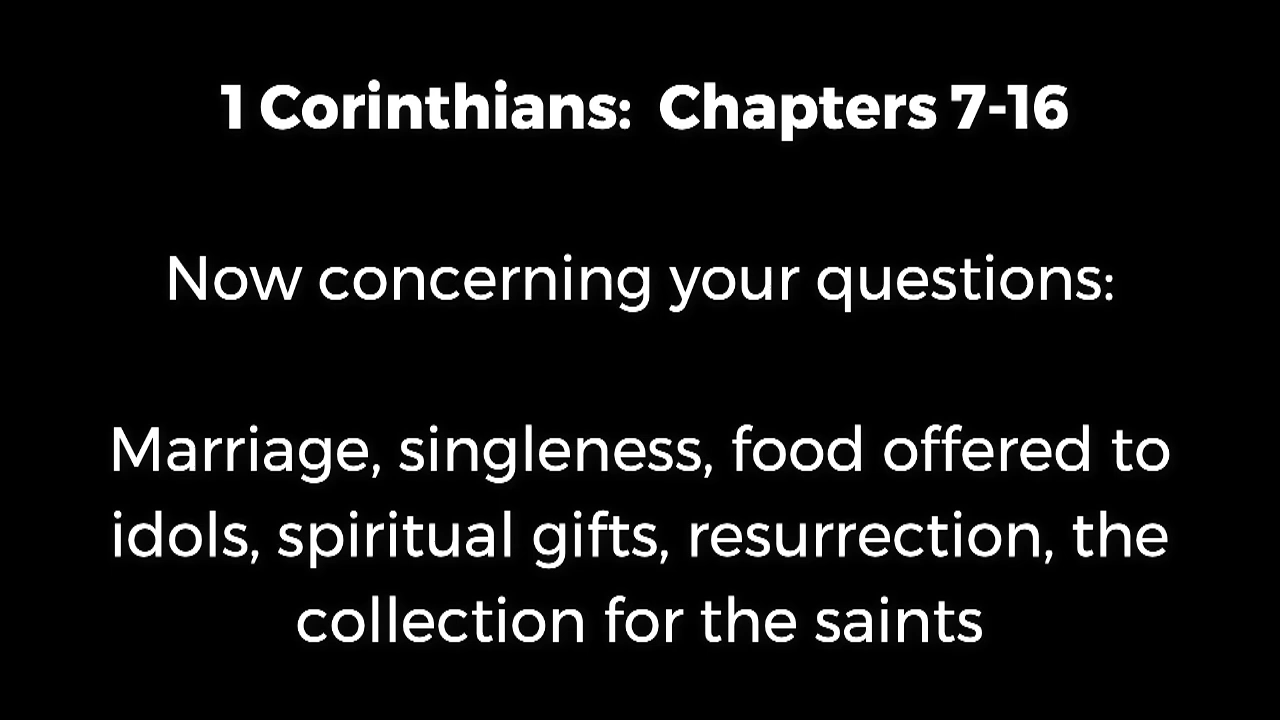 1 Corinthians:  Chapters 7-16
Now concerning your questions:
Marriage, singleness, food offered to
idols, spiritual gifts, resurrection, the
collection for the saints